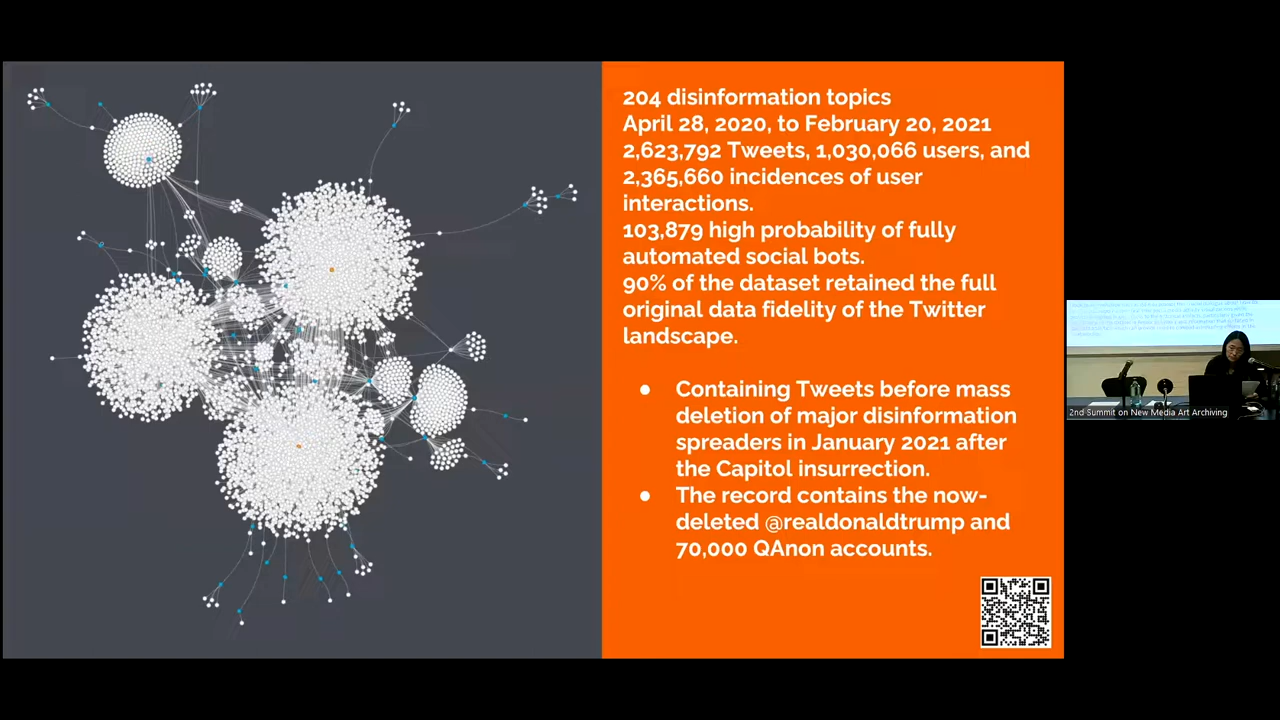 204 disinformation topics
April 28, 2020, to February 20, 2021
2,623,792 Tweets, 1,030,066 users, and
2,365,660 incidences of user
interactions.
103,879 high probability of fully
automated social bots.
90% of the dataset retained the full
original data fidelity of the Twitter
landscape.
● Containing Tweets before mass
deletion of major disinformation
spreaders in January 2021 after
the Capitol insurrection.
● The record contains the now-
deleted @realdonaldtrump and
70,000 QAnon accounts.
2nd Summit on New Media Art Archiving